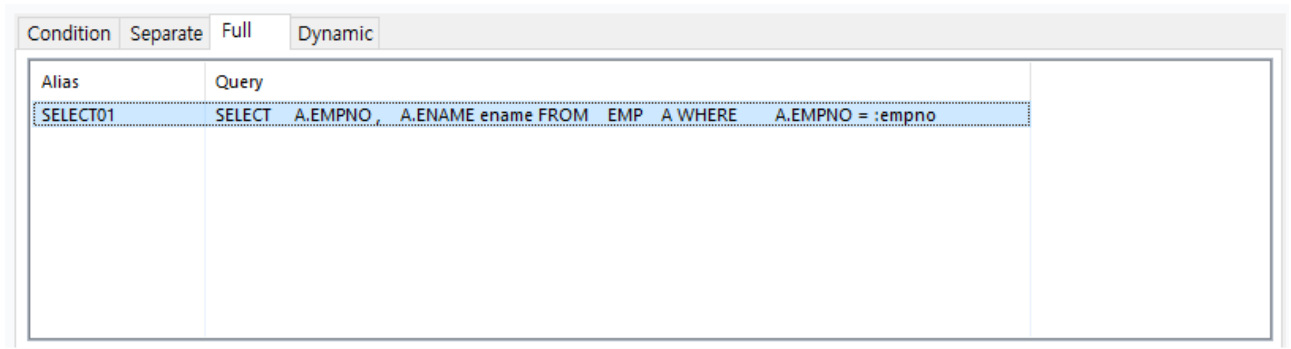 Condition Separate Full Dynamic
Alias Query
SELECT01 SELECT A.EMPNO , A.ENAME ename FROM EMP A WHERE A.EMPNO = :empno